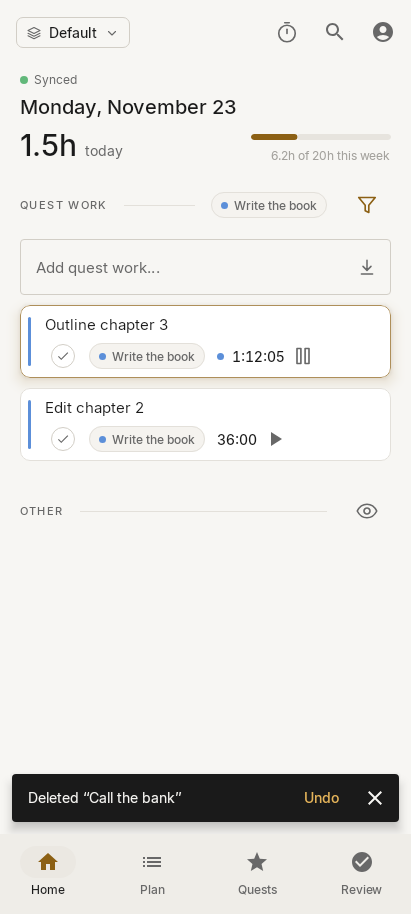 Default
Synced
Monday, November 23
1.5h today
6.2h of 20h this week
QUEST WORK
Write the book
Add quest work...
Outline chapter 3
Write the book
1:12:05
Edit chapter 2
Write the book
36:00
OTHER
Deleted “Call the bank”
Undo
Home
Plan
Quests
Review